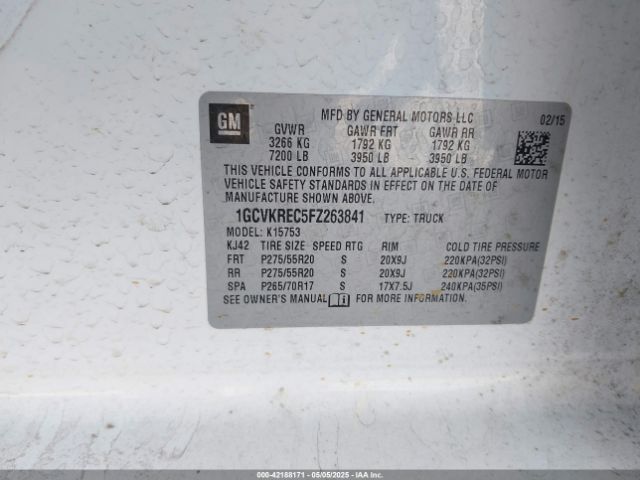 GM
MFD BY GENERAL MOTORS LLC 02/15
GVWR GAWR FRT GAWR RR
3266 KG 1792 KG 1792 KG
7200 LB 3950 LB 3950 LB
THIS VEHICLE CONFORMS TO ALL APPLICABLE U.S. FEDERAL MOTOR
VEHICLE SAFETY STANDARDS IN EFFECT ON THE DATE OF
MANUFACTURE SHOWN ABOVE.
1GCVKREC5FZ263841 TYPE: TRUCK
MODEL: K15753
KJ42 TIRE SIZE SPEED RTG RIM COLD TIRE PRESSURE
FRT P275/55R20 S 20X9J 220KPA(32PSI)
RR P275/55R20 S 20X9J 220KPA(32PSI)
SPA P265/70R17 S 17X7.5J 240KPA(35PSI)
SEE OWNER'S MANUAL FOR MORE INFORMATION.
000-42188171 - 05/05/2025 - IAAI.COM